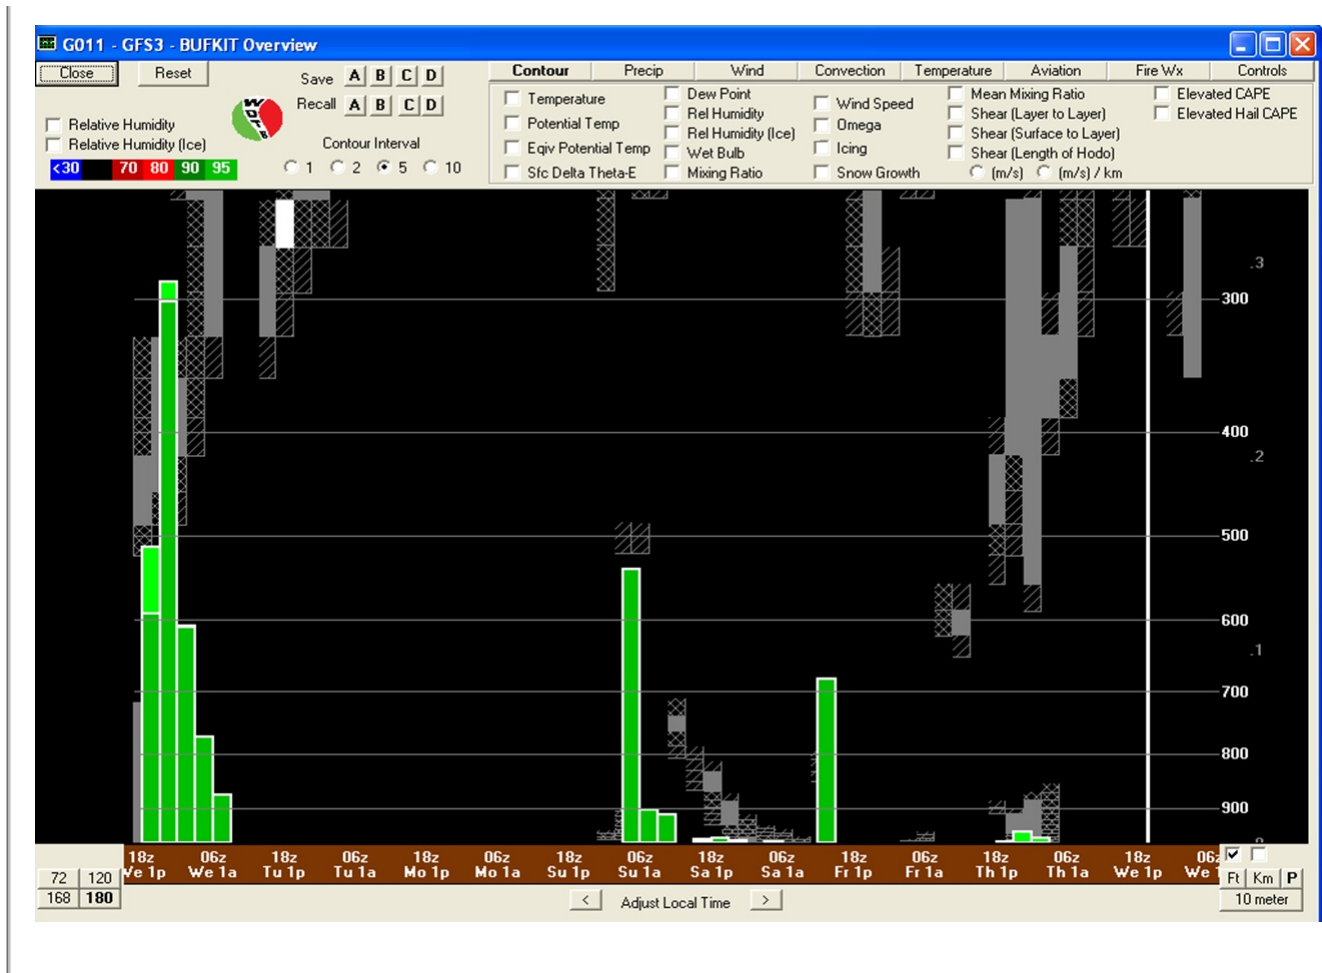 G011 - GFS3 - BUFKIT Overview
Close Reset
Save A B C D
Recall A B C D
Relative Humidity
Relative Humidity (Ice)
<30 70 80 90 95
WDTB
Contour Interval
1 2 5 10
Contour Precip Wind Convection Temperature Aviation Fire Wx Controls
Temperature
Potential Temp
Eqiv Potential Temp
Sfc Delta Theta-E
Dew Point
Rel Humidity
Rel Humidity (Ice)
Wet Bulb
Mixing Ratio
Wind Speed
Omega
Icing
Snow Growth
Mean Mixing Ratio
Shear (Layer to Layer)
Shear (Surface to Layer)
Shear (Length of Hodo)
(m/s) (m/s) / km
Elevated CAPE
Elevated Hail CAPE
.3
300
400
.2
500
600
.1
700
800
900
18z 06z 18z 06z 18z 06z 18z 06z 18z 06z 18z 06z 18z 06z 18z 06z
We 1p We 1a Tu 1p Tu 1a Mo 1p Mo 1a Su 1p Su 1a Sa 1p Sa 1a Fr 1p Fr 1a Th 1p Th 1a We 1p We 1
72 120
168 180
< Adjust Local Time >
Ft Km P
10 meter